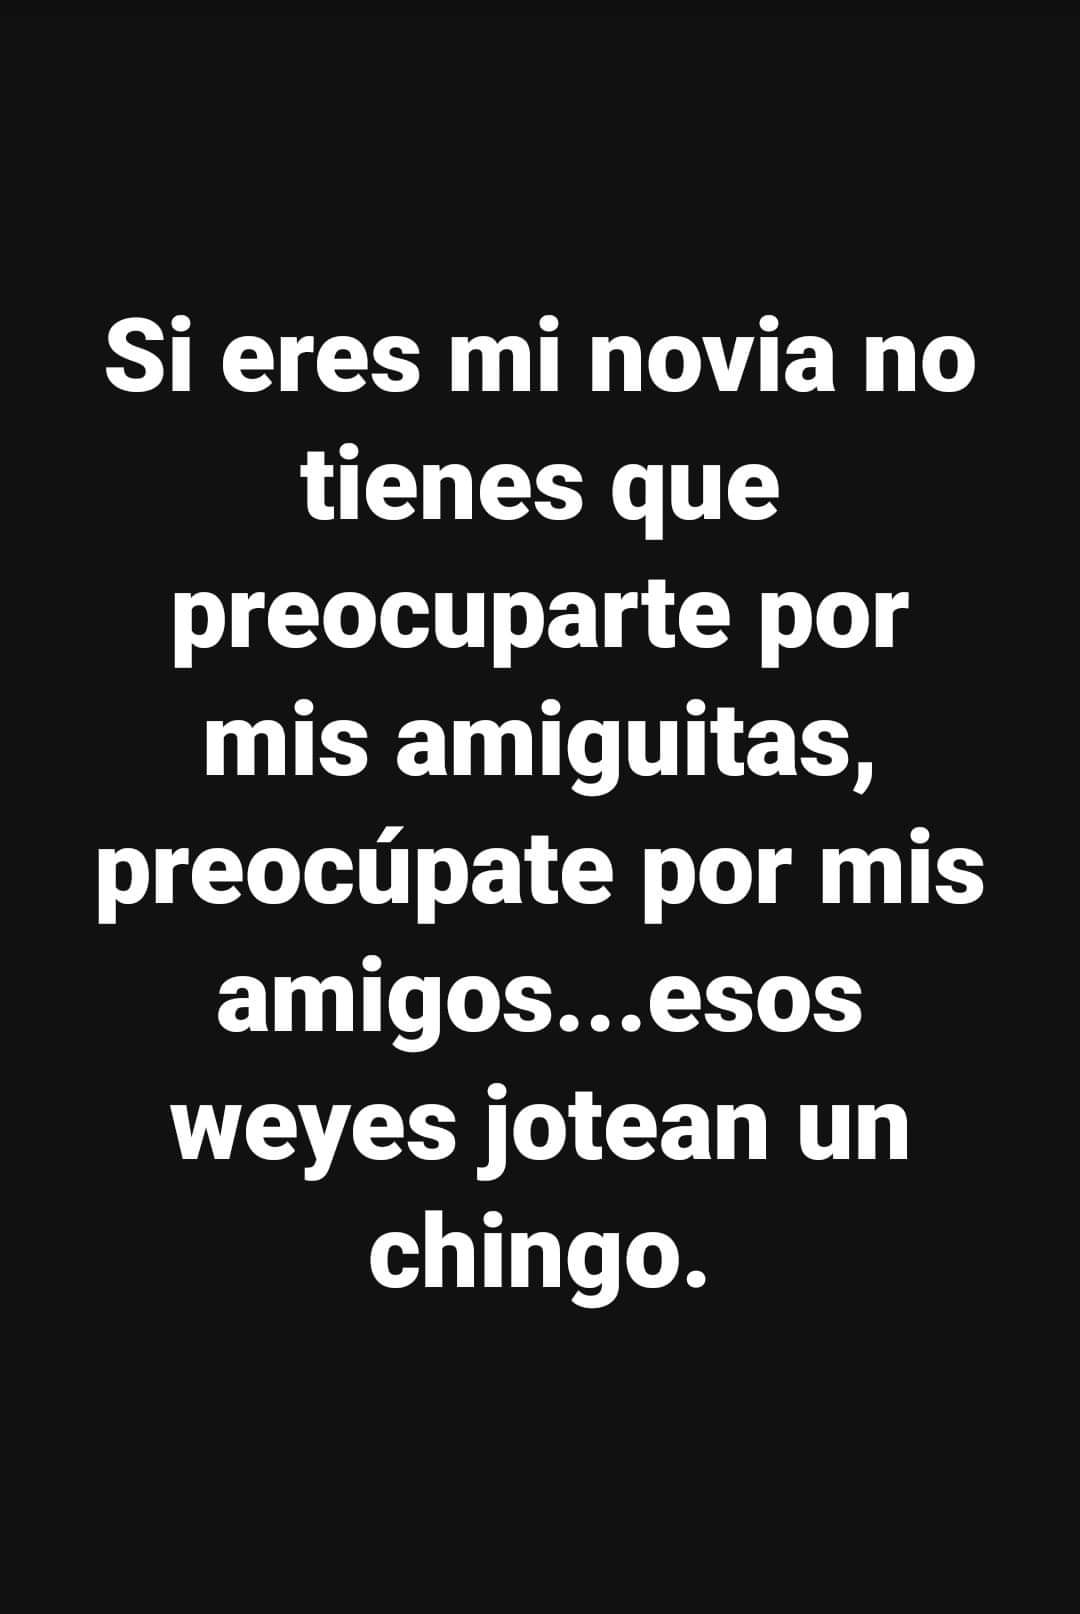 Si eres mi novia no
tienes que
preocuparte por
mis amiguitas,
preocúpate por mis
amigos...esos
weyes jotean un
chingo.